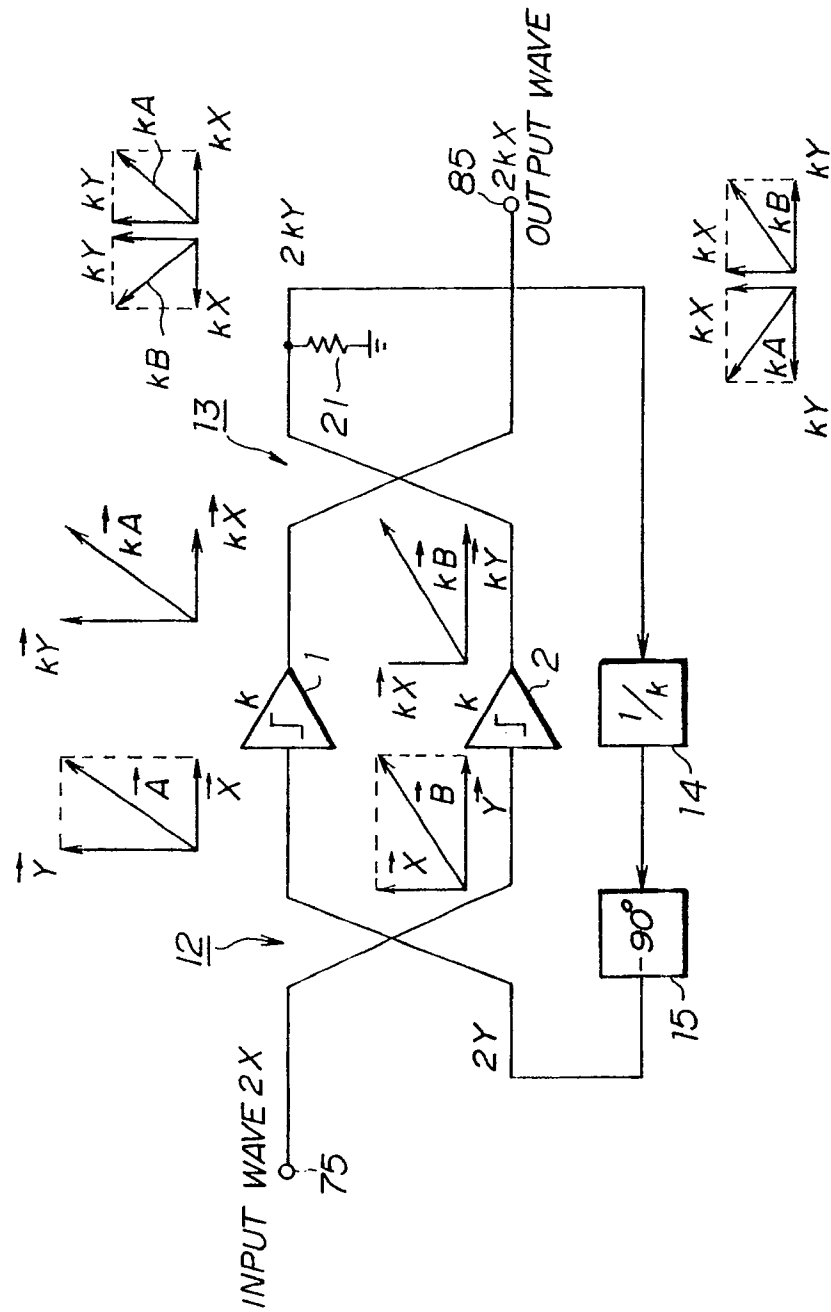 INPUT WAVE 2X
75
12
Y
A
X
X
B
Y
k
1
k
2
kY
kA
kX
kX
kB
kY
13
21
2kY
kY
kY
kA
kB
kX
kX
85
2kX
OUTPUT WAVE
kX
kX
kA
kB
kY
kY
2Y
-90°
15
1/k
14